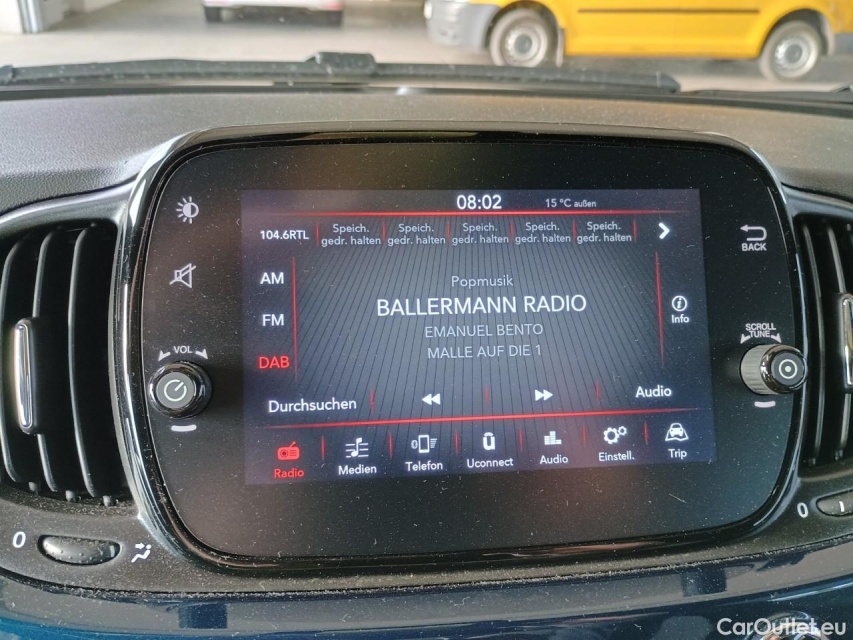 08:02
15 °C außen
104.6RTL
Speich. gedr. halten
Speich. gedr. halten
Speich. gedr. halten
Speich. gedr. halten
Speich. gedr. halten
BACK
AM
FM
DAB
Popmusik
BALLERMANN RADIO
EMANUEL BENTO
MALLE AUF DIE 1
Info
VOL
SCROLL
TUNE
Durchsuchen
Audio
Radio
Medien
Telefon
Uconnect
Audio
Einstell.
Trip
0
0
CarOutlet.eu